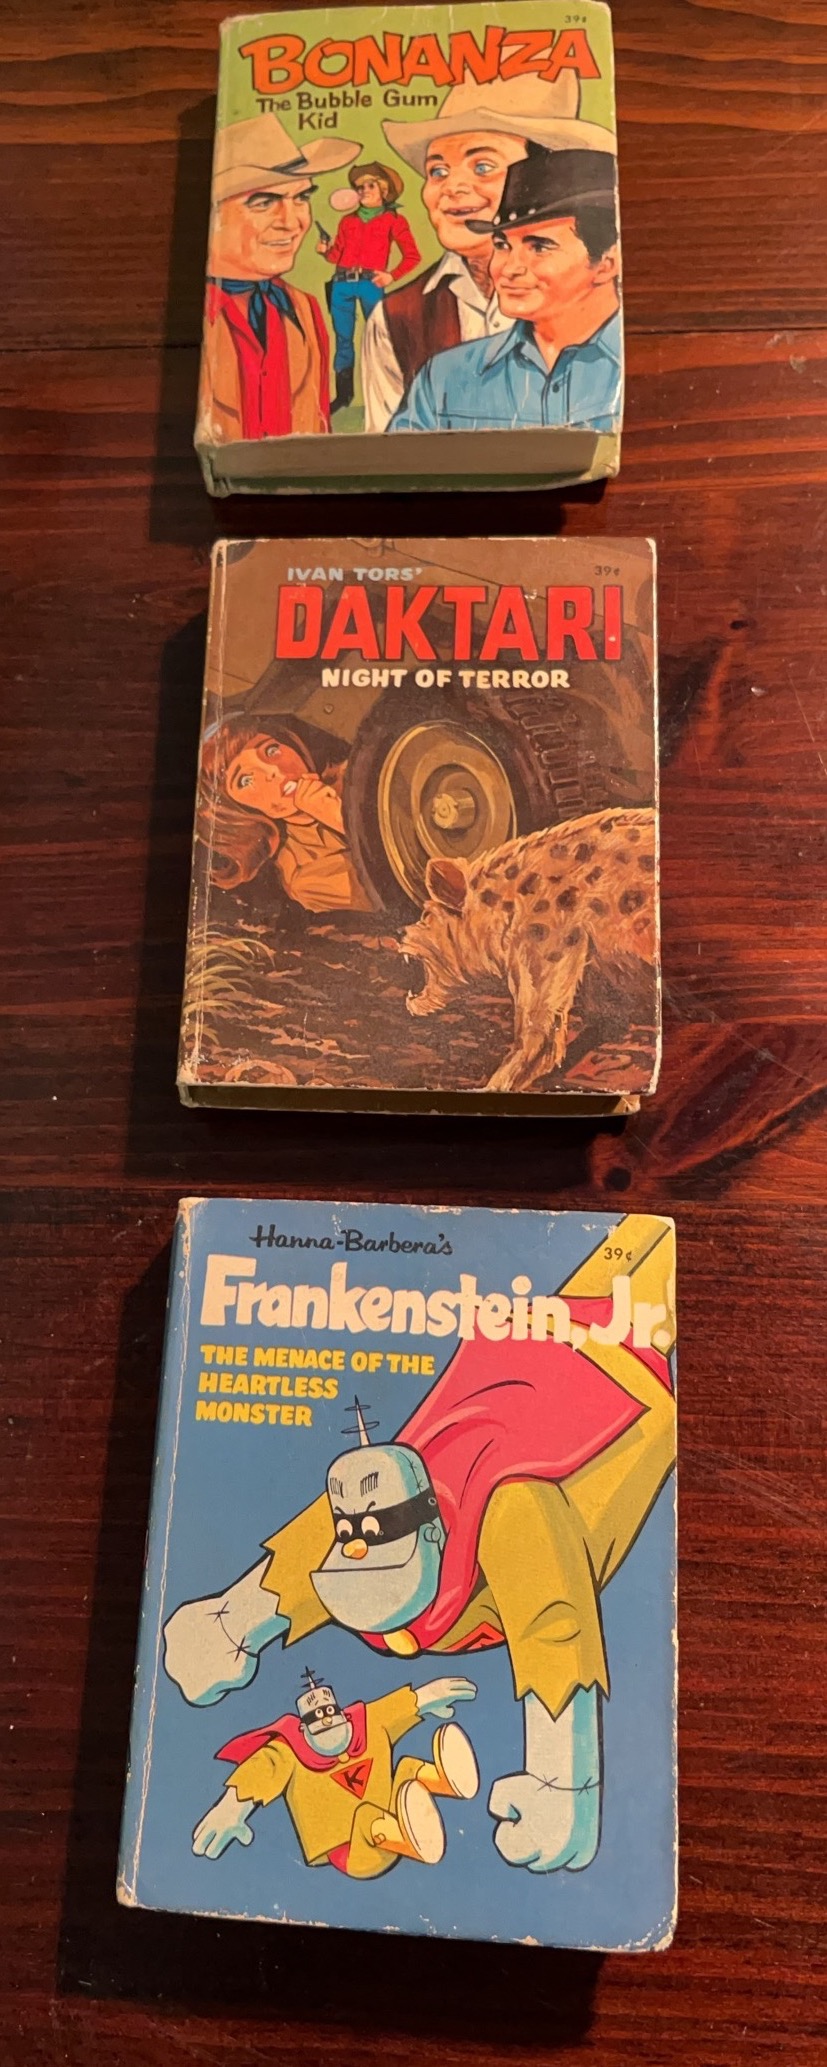 39¢
BONANZA
The Bubble Gum
Kid
IVAN TORS'
39¢
DAKTARI
NIGHT OF TERROR
Hanna-Barbera's
39¢
Frankenstein, Jr.
THE MENACE OF THE
HEARTLESS
MONSTER
K